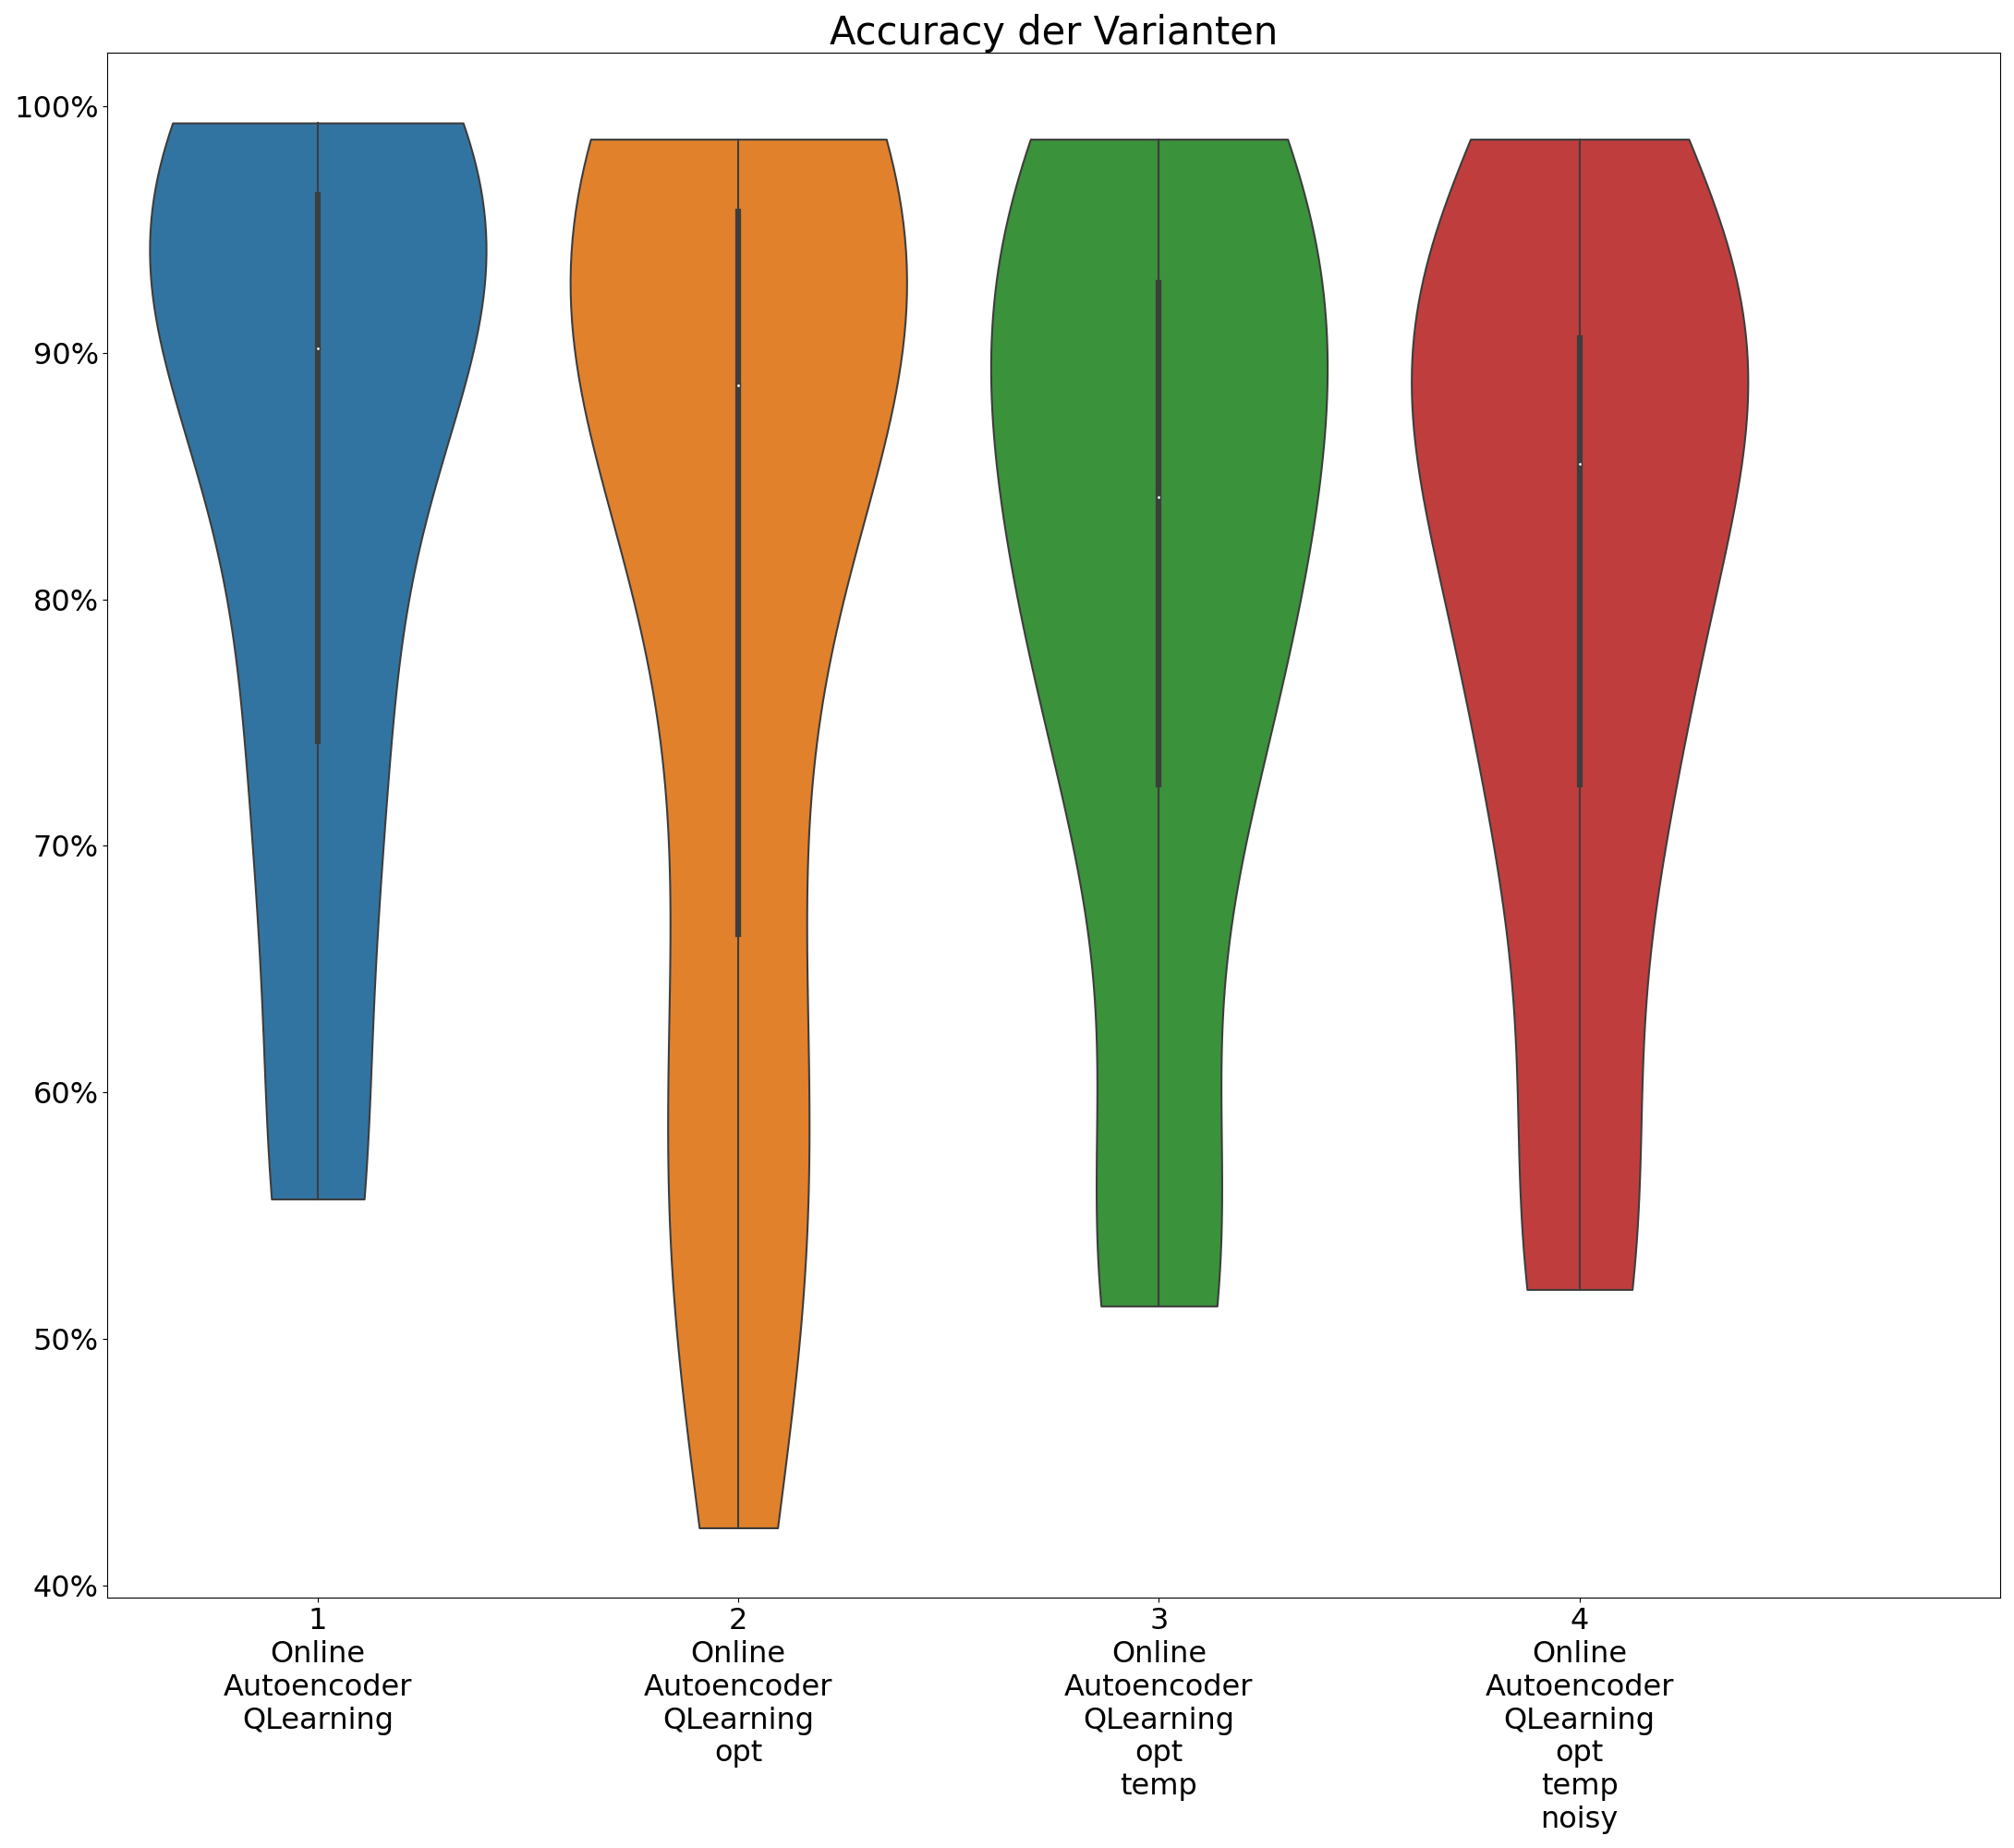 Accuracy der Varianten
100%
90%
80%
70%
60%
50%
40%
1
Online
Autoencoder
QLearning
2
Online
Autoencoder
QLearning
opt
3
Online
Autoencoder
QLearning
opt
temp
4
Online
Autoencoder
QLearning
opt
temp
noisy